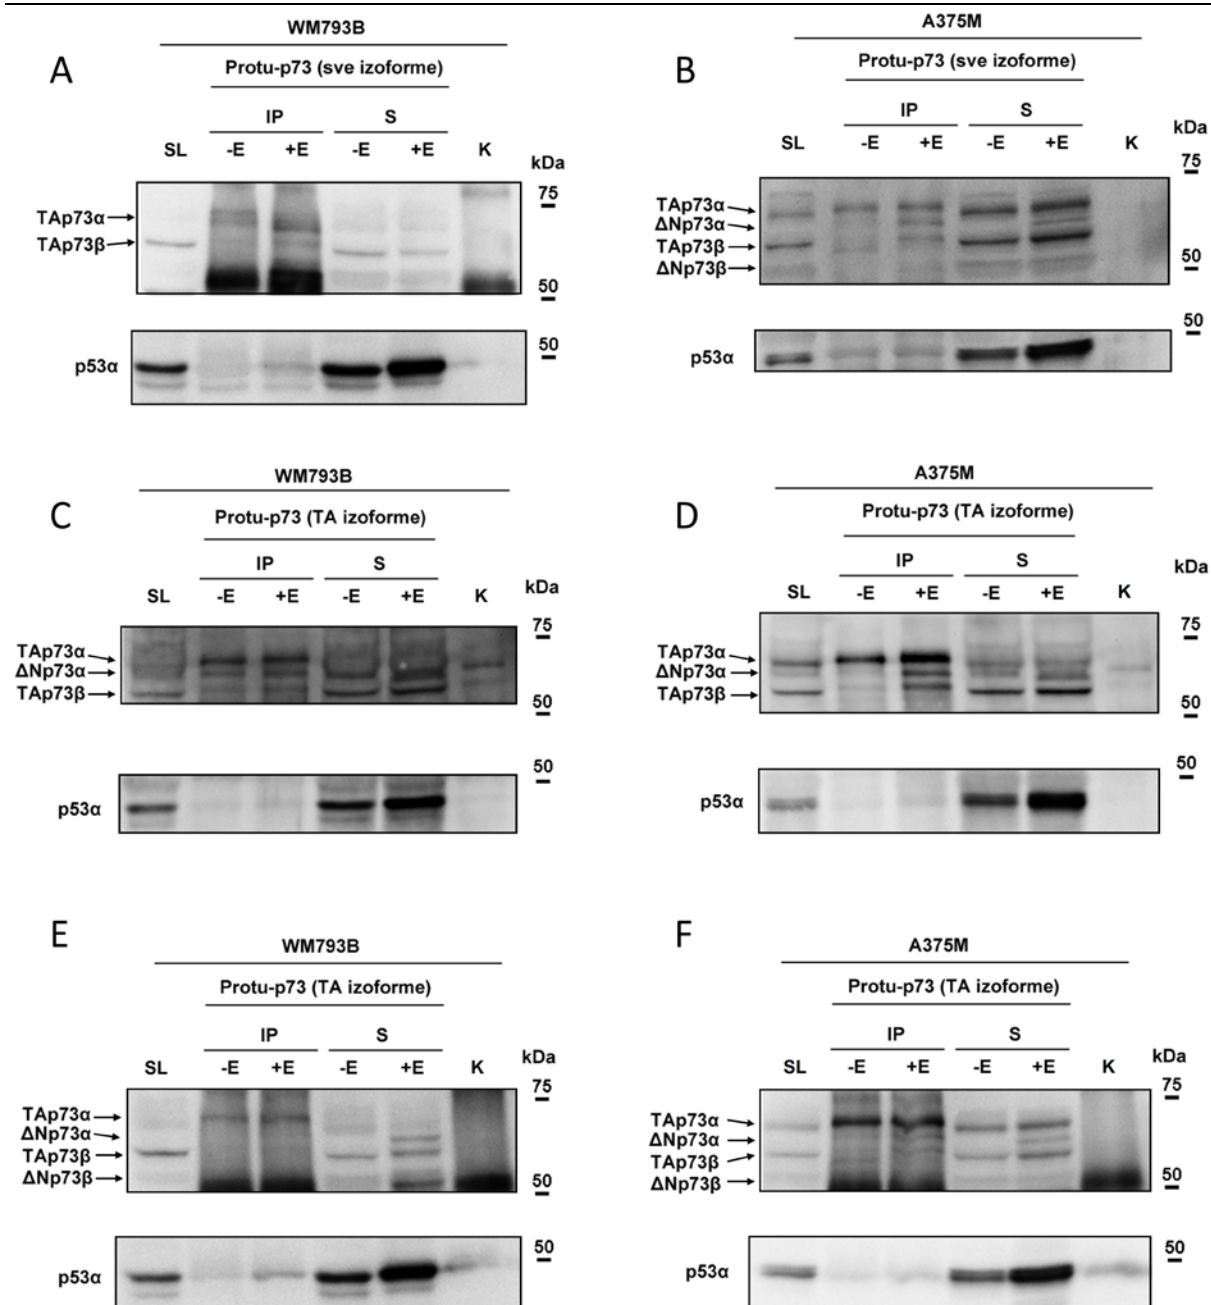 WM793B
A
Protu-p73 (sve izoforme)
IP S
SL -E +E -E +E K
kDa
75
TAp73α
TAp73β
50
50
p53α
A375M
B
Protu-p73 (sve izoforme)
IP S
SL -E +E -E +E K
kDa
75
TAp73α
ΔNp73α
TAp73β
ΔNp73β
50
50
p53α
WM793B
C
Protu-p73 (TA izoforme)
IP S
SL -E +E -E +E K
kDa
75
TAp73α
ΔNp73α
TAp73β
50
50
p53α
A375M
D
Protu-p73 (TA izoforme)
IP S
SL -E +E -E +E K
kDa
75
TAp73α
ΔNp73α
TAp73β
50
50
p53α
E
WM793B
Protu-p73 (TA izoforme)
IP S
SL -E +E -E +E K
kDa
75
TAp73α
ΔNp73α
TAp73β
ΔNp73β
50
50
p53α
F
A375M
Protu-p73 (TA izoforme)
IP S
SL -E +E -E +E K
kDa
75
TAp73α
ΔNp73α
TAp73β
ΔNp73β
50
50
p53α